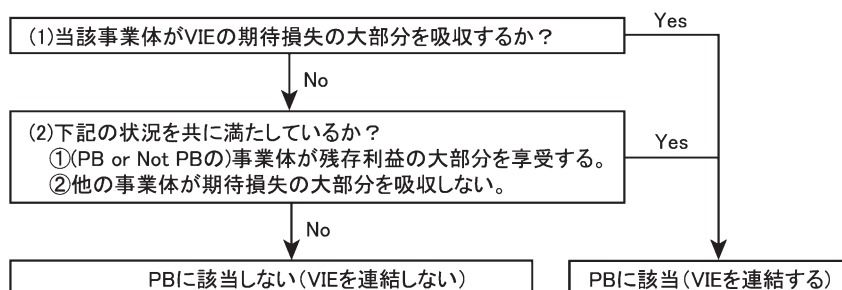 (1)当該事業体がVIEの期待損失の大部分を吸収するか？
Yes
No
(2)下記の状況を共に満たしているか？
①(PB or Not PBの)事業体が残存利益の大部分を享受する。
②他の事業体が期待損失の大部分を吸収しない。
Yes
No
PBに該当しない(VIEを連結しない)
PBに該当(VIEを連結する)